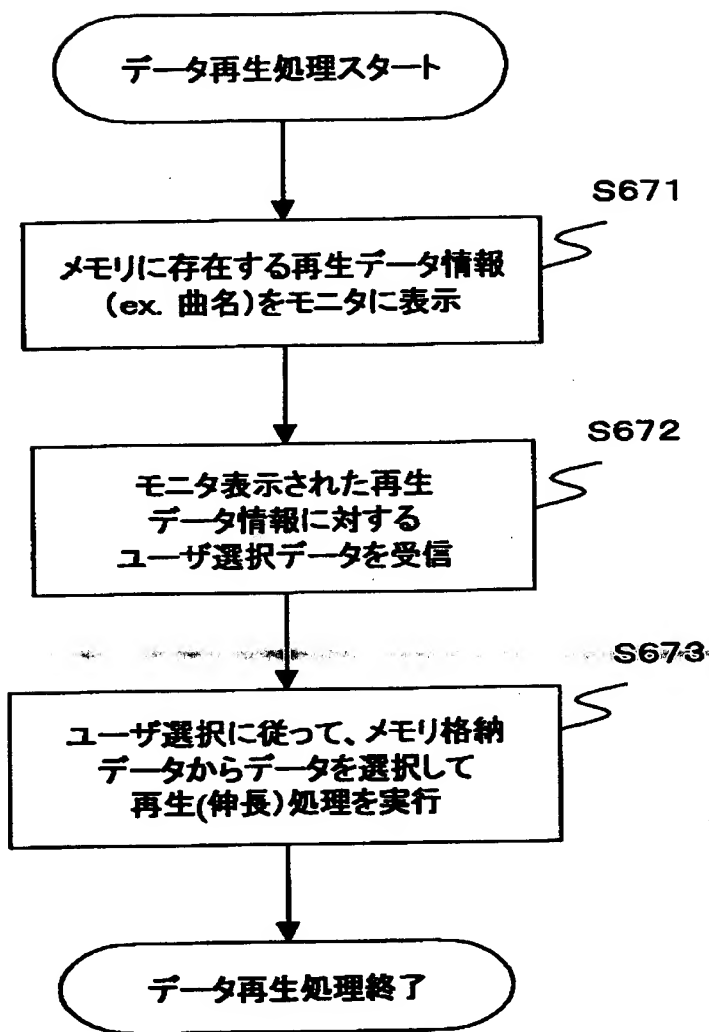 データ再生処理スタート
S671
メモリに存在する再生データ情報
(ex. 曲名)をモニタに表示
S672
モニタ表示された再生
データ情報に対する
ユーザ選択データを受信
S673
ユーザ選択に従って、メモリ格納
データからデータを選択して
再生(伸長)処理を実行
データ再生処理終了